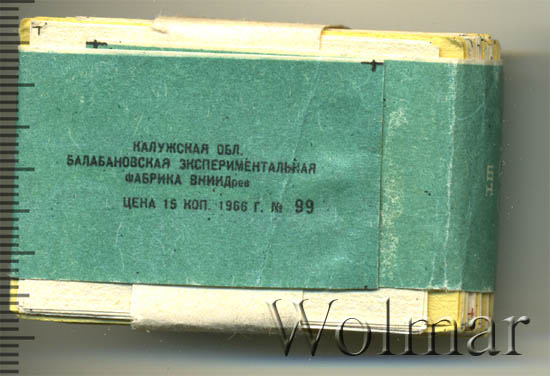 КАЛУЖСКАЯ ОБЛ.
БАЛАБАНОВСКАЯ ЭКСПЕРИМЕНТАЛЬНАЯ
ФАБРИКА ВНИИДрев
ЦЕНА 15 КОП. 1966 Г. № 99
Wolmar